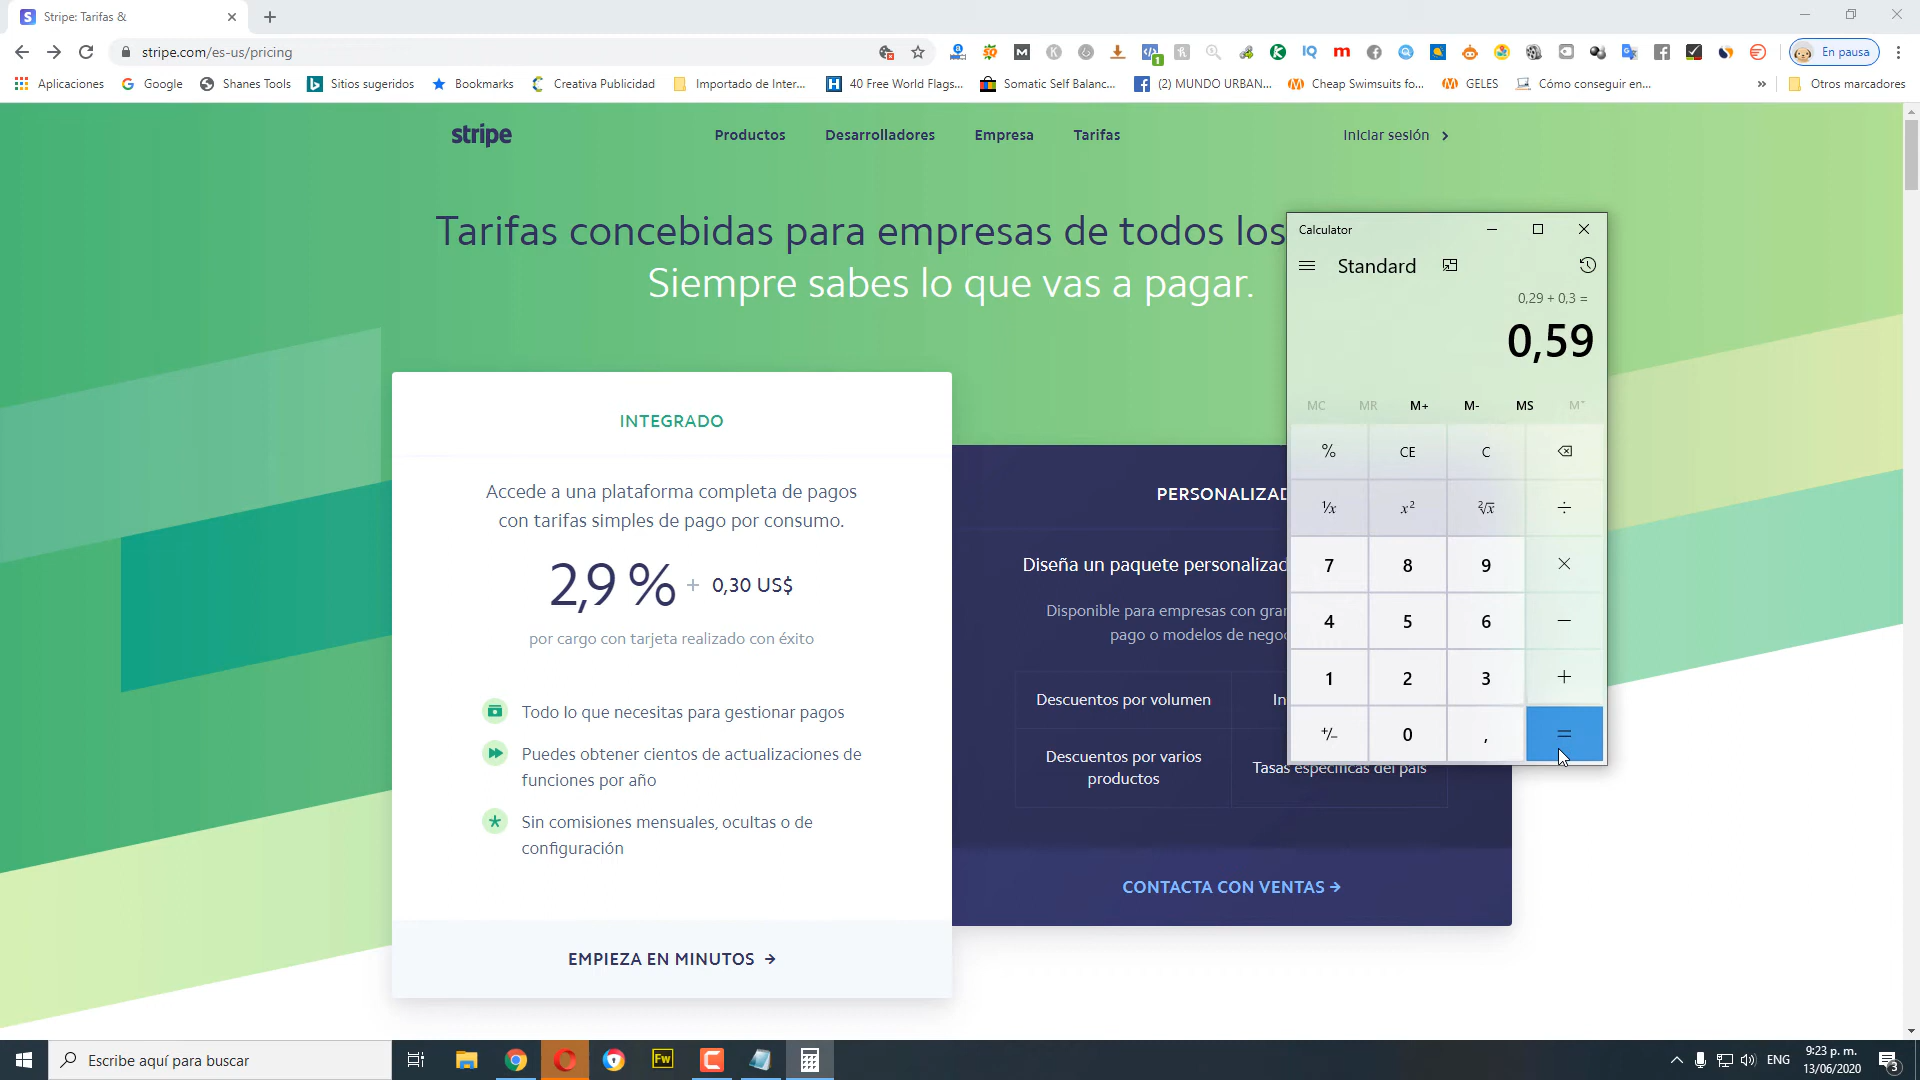 Stripe: Tarifas &
stripe.com/es-us/pricing
En pausa
Aplicaciones
Google
Shanes Tools
Sitios sugeridos
Bookmarks
Creativa Publicidad
Importado de Inter...
40 Free World Flags...
Somatic Self Balanc...
(2) MUNDO URBAN...
Cheap Swimsuits fo...
GELES
Cómo conseguir en...
»
Otros marcadores
stripe
Productos
Desarrolladores
Empresa
Tarifas
Iniciar sesión
Tarifas concebidas para empresas de todos los
Siempre sabes lo que vas a pagar.
INTEGRADO
Accede a una plataforma completa de pagos
con tarifas simples de pago por consumo.
2,9 % + 0,30 US$
por cargo con tarjeta realizado con éxito
Todo lo que necesitas para gestionar pagos
Puedes obtener cientos de actualizaciones de
funciones por año
Sin comisiones mensuales, ocultas o de
configuración
EMPIEZA EN MINUTOS →
PERSONALIZAD
Diseña un paquete personalizad
Disponible para empresas con gran
pago o modelos de nego
Descuentos por volumen
In
Descuentos por varios
productos
Tasas específicas del país
CONTACTA CON VENTAS →
Calculator
Standard
0,29 + 0,3 =
0,59
MC MR M+ M- MS M˅
% CE C
⅟x x² ²√x ÷
7 8 9 ×
4 5 6 −
1 2 3 +
+/− 0 , =
Escribe aquí para buscar
Fw
ENG
9:23 p. m.
13/06/2020
3